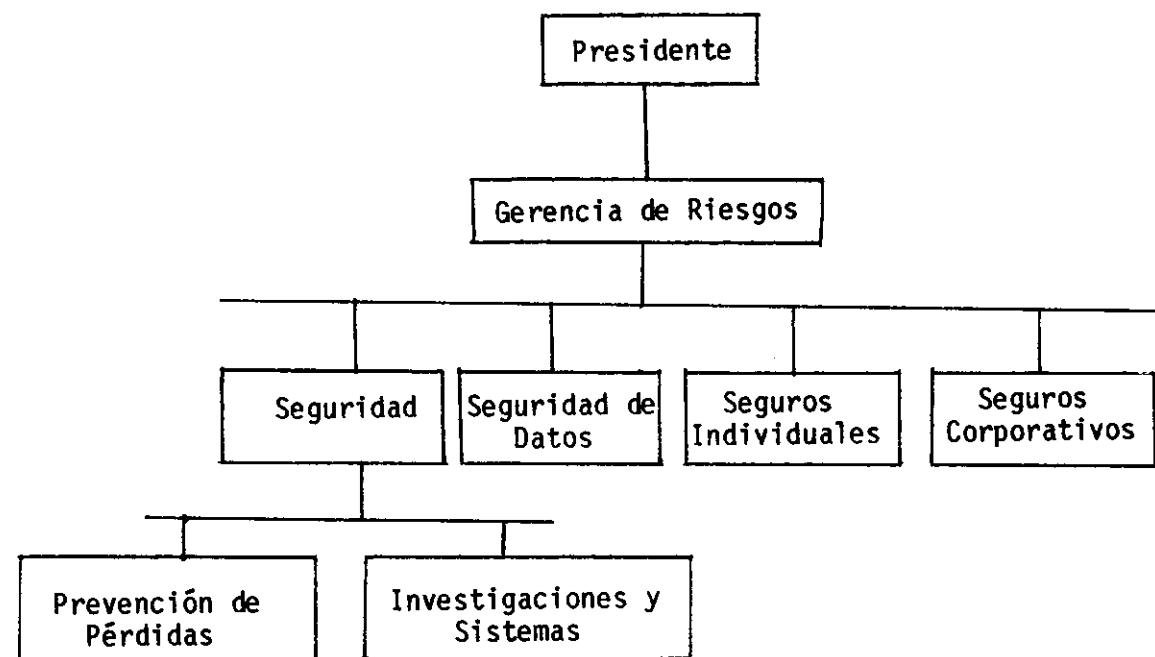 Presidente
Gerencia de Riesgos
Seguridad
Seguridad de
Datos
Seguros
Individuales
Seguros
Corporativos
Prevención de
Pérdidas
Investigaciones y
Sistemas